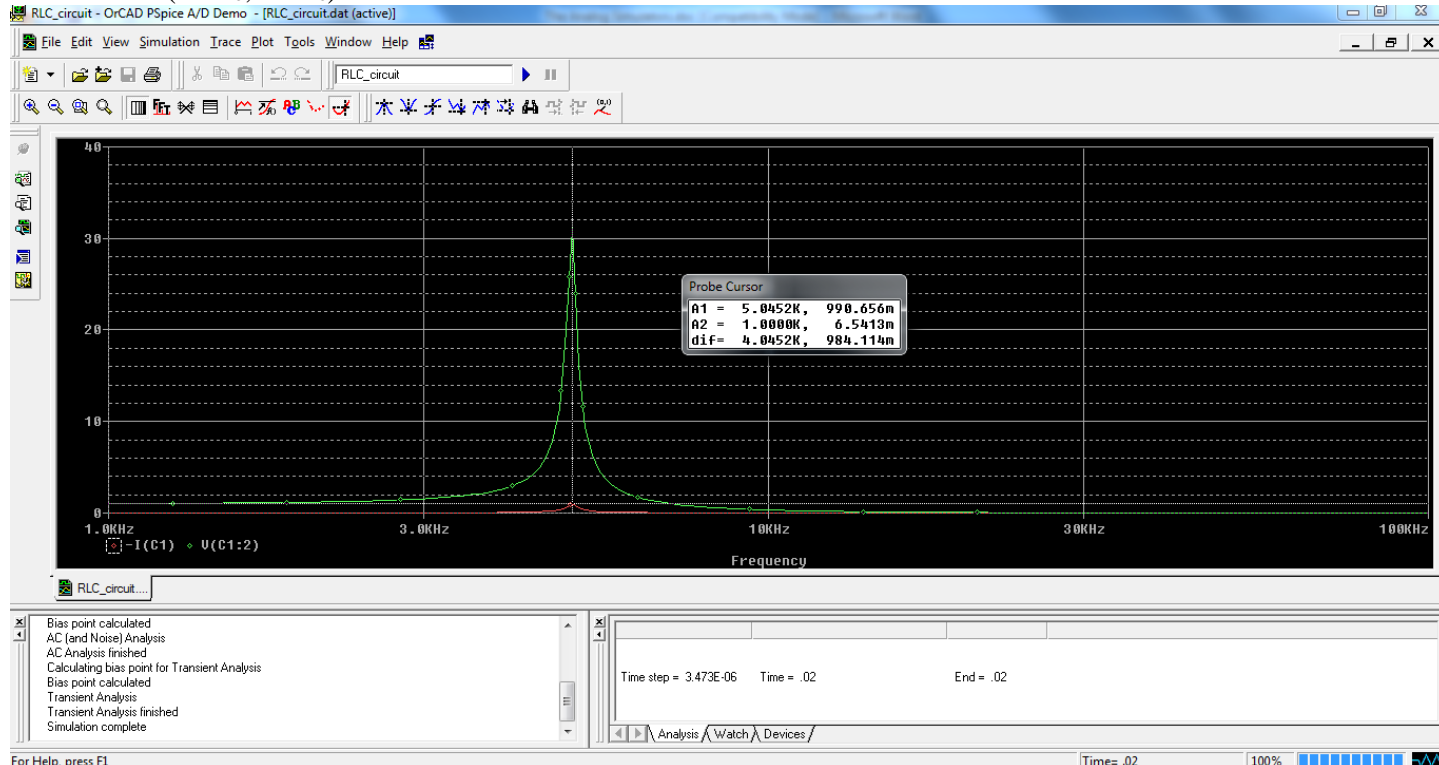 RLC_circuit - OrCAD PSpice A/D Demo - [RLC_circuit.dat (active)]
File Edit View Simulation Trace Plot Tools Window Help
RLC_circuit
40
30
20
10
0
Probe Cursor
A1 = 5.0452K, 990.656m
A2 = 1.0000K, 6.5413m
dif= 4.0452K, 984.114m
1.0KHz 3.0KHz 10KHz 30KHz 100KHz
-I(C1) V(C1:2)
Frequency
RLC_circuit....
Bias point calculated
AC (and Noise) Analysis
AC Analysis finished
Calculating bias point for Transient Analysis
Bias point calculated
Transient Analysis
Transient Analysis finished
Simulation complete
Time step = 3.473E-06 Time = .02 End = .02
Analysis Watch Devices
For Help, press F1 Time= .02 100%